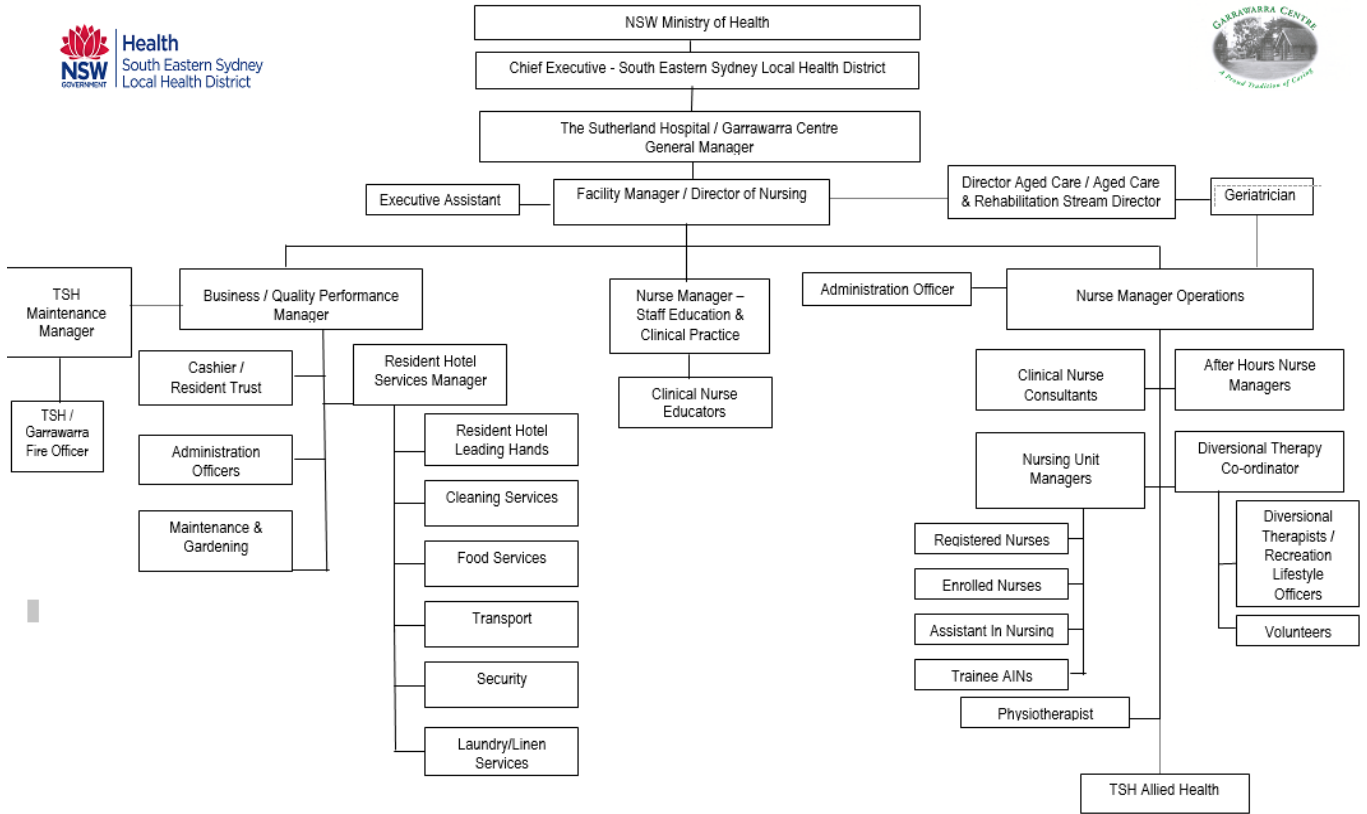 Health
South Eastern Sydney
Local Health District
NSW
GOVERNMENT
GARRAWARRA CENTRE
A Proud Tradition of Caring
NSW Ministry of Health
Chief Executive - South Eastern Sydney Local Health District
The Sutherland Hospital / Garrawarra Centre
General Manager
Executive Assistant
Facility Manager / Director of Nursing
Director Aged Care / Aged Care
& Rehabilitation Stream Director
Geriatrician
TSH
Maintenance
Manager
Business / Quality Performance
Manager
Nurse Manager –
Staff Education &
Clinical Practice
Administration Officer
Nurse Manager Operations
TSH /
Garrawarra
Fire Officer
Cashier /
Resident Trust
Administration
Officers
Maintenance &
Gardening
Resident Hotel
Services Manager
Resident Hotel
Leading Hands
Cleaning Services
Food Services
Transport
Security
Laundry/Linen
Services
Clinical Nurse
Educators
Clinical Nurse
Consultants
After Hours Nurse
Managers
Nursing Unit
Managers
Diversional Therapy
Co-ordinator
Registered Nurses
Enrolled Nurses
Assistant In Nursing
Trainee AINs
Physiotherapist
Diversional
Therapists /
Recreation
Lifestyle
Officers
Volunteers
TSH Allied Health